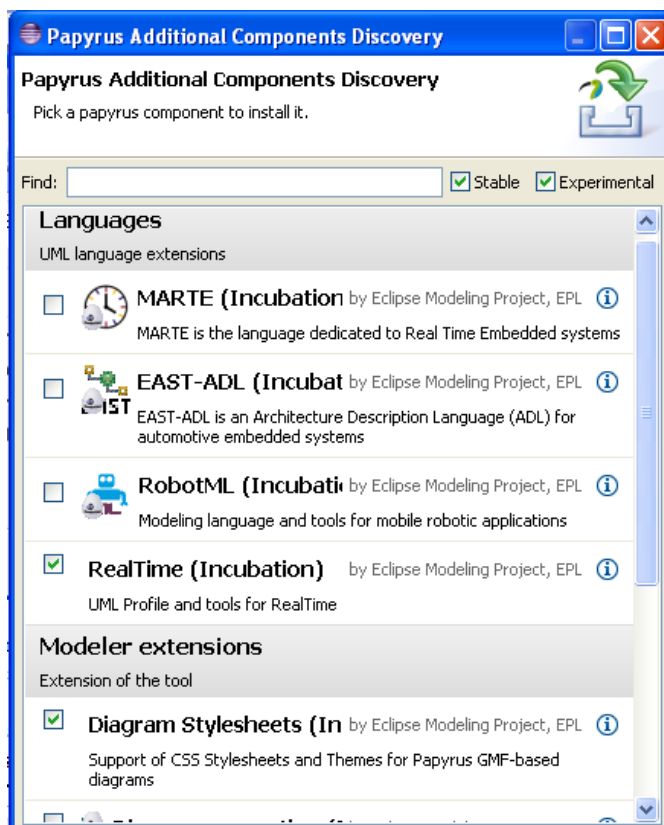 Papyrus Additional Components Discovery
Papyrus Additional Components Discovery
Pick a papyrus component to install it.
Find:
Stable
Experimental
Languages
UML language extensions
MARTE (Incubation by Eclipse Modeling Project, EPL
MARTE is the language dedicated to Real Time Embedded systems
EAST-ADL (Incubat by Eclipse Modeling Project, EPL
EAST-ADL is an Architecture Description Language (ADL) for
automotive embedded systems
RobotML (Incubati by Eclipse Modeling Project, EPL
Modeling language and tools for mobile robotic applications
RealTime (Incubation) by Eclipse Modeling Project, EPL
UML Profile and tools for RealTime
Modeler extensions
Extension of the tool
Diagram Stylesheets (In by Eclipse Modeling Project, EPL
Support of CSS Stylesheets and Themes for Papyrus GMF-based
diagrams